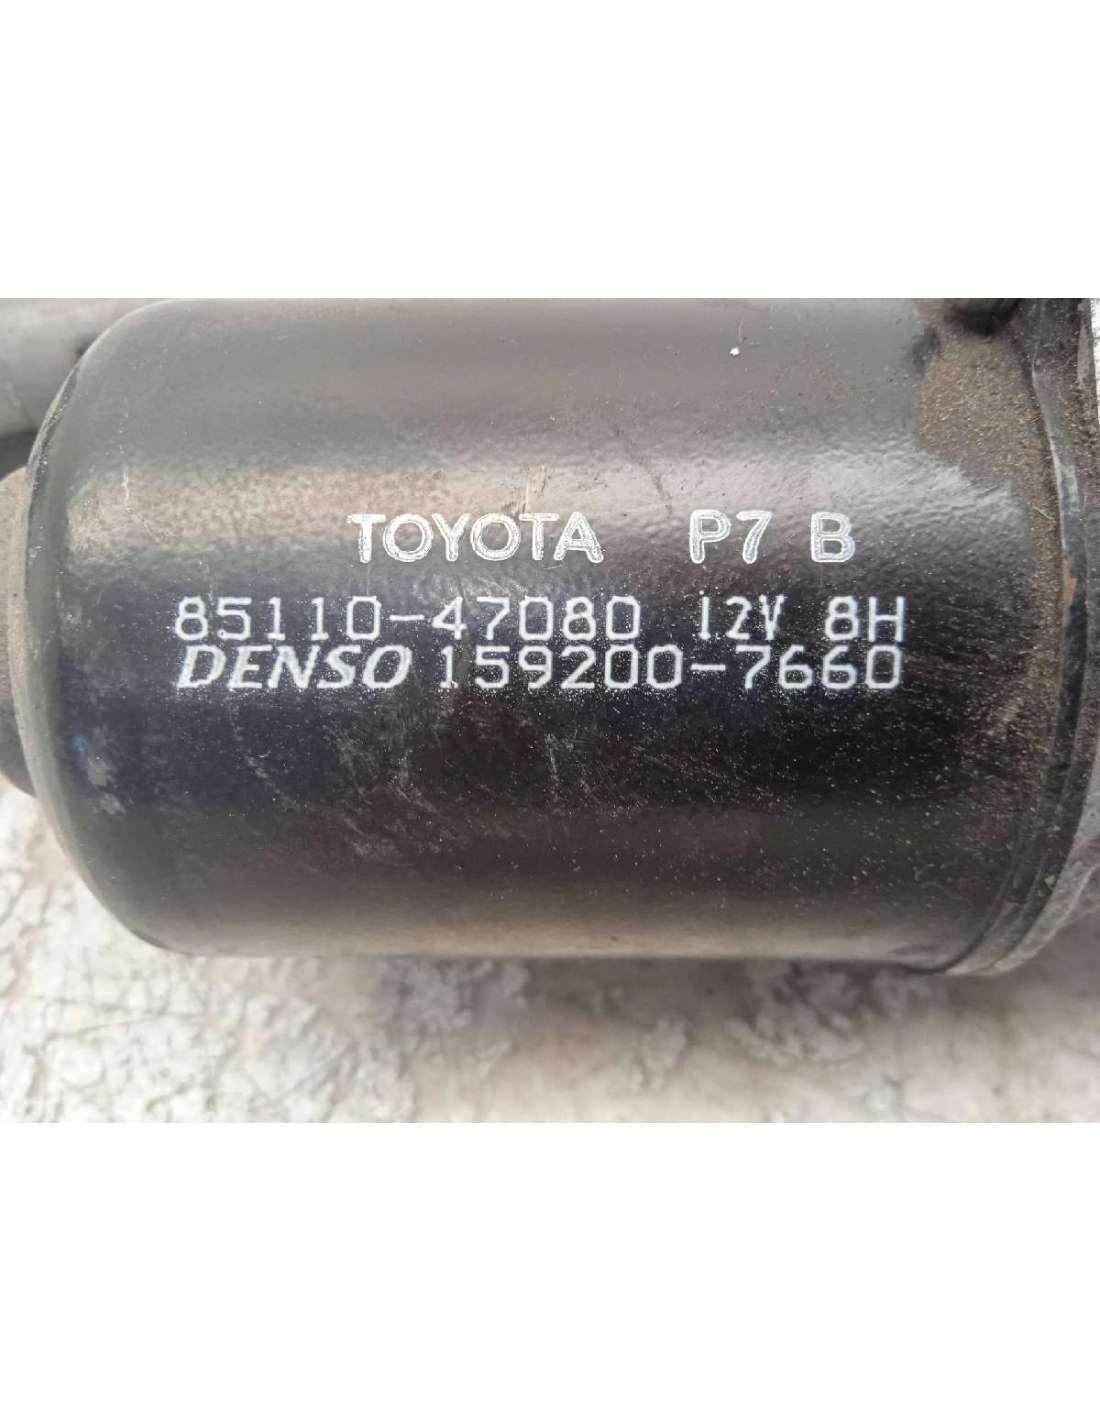 TOYOTA P7 B
85110-47080 12V 8H
DENSO 159200-7660